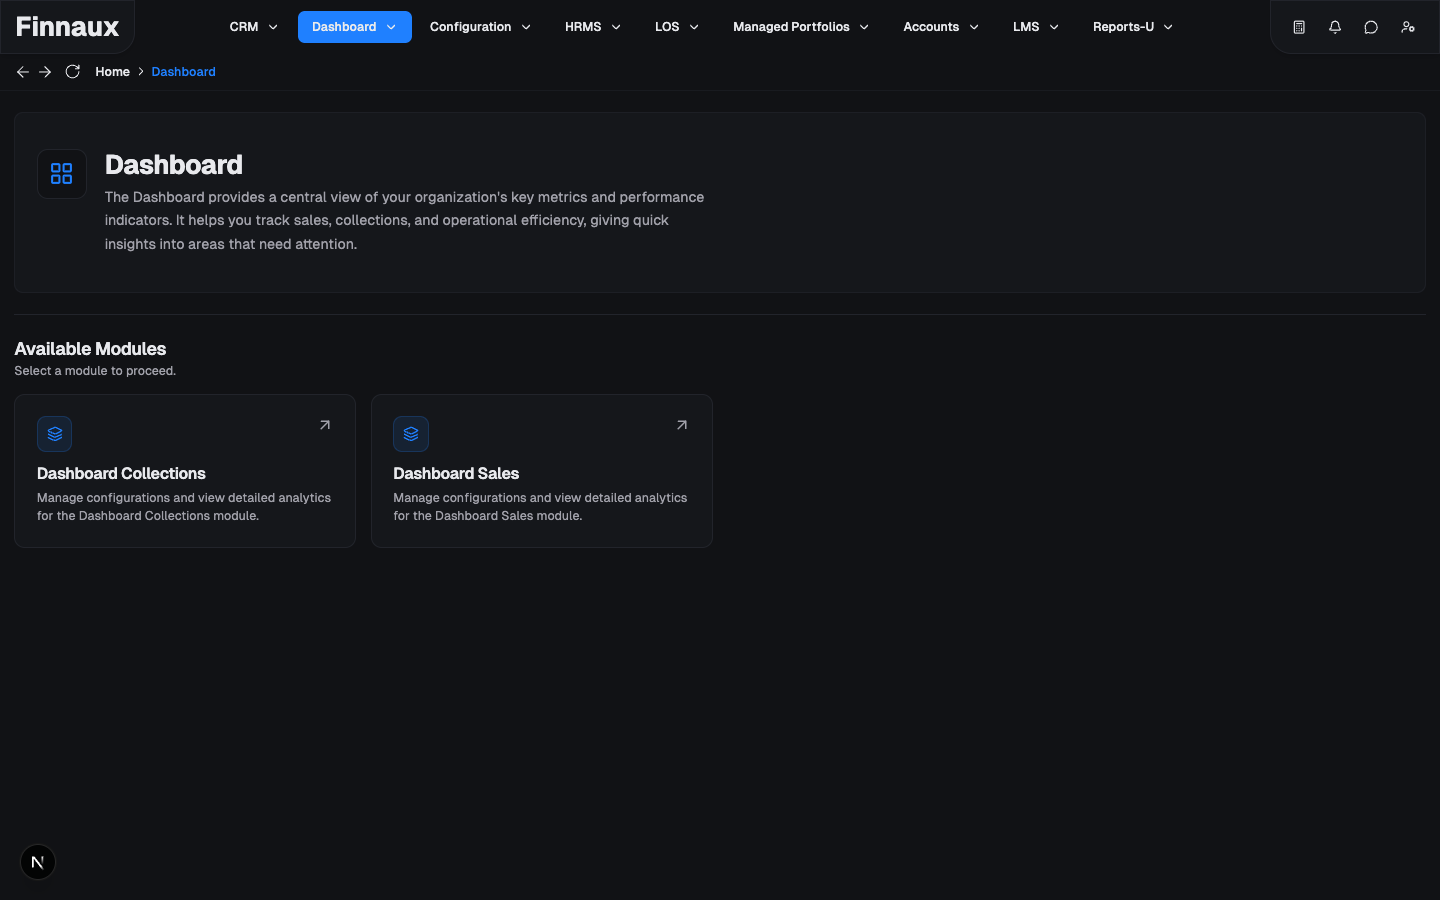 Finnaux
CRM
Dashboard
Configuration
HRMS
LOS
Managed Portfolios
Accounts
LMS
Reports-U
Home > Dashboard
Dashboard
The Dashboard provides a central view of your organization's key metrics and performance
indicators. It helps you track sales, collections, and operational efficiency, giving quick
insights into areas that need attention.
Available Modules
Select a module to proceed.
Dashboard Collections
Manage configurations and view detailed analytics
for the Dashboard Collections module.
Dashboard Sales
Manage configurations and view detailed analytics
for the Dashboard Sales module.
N